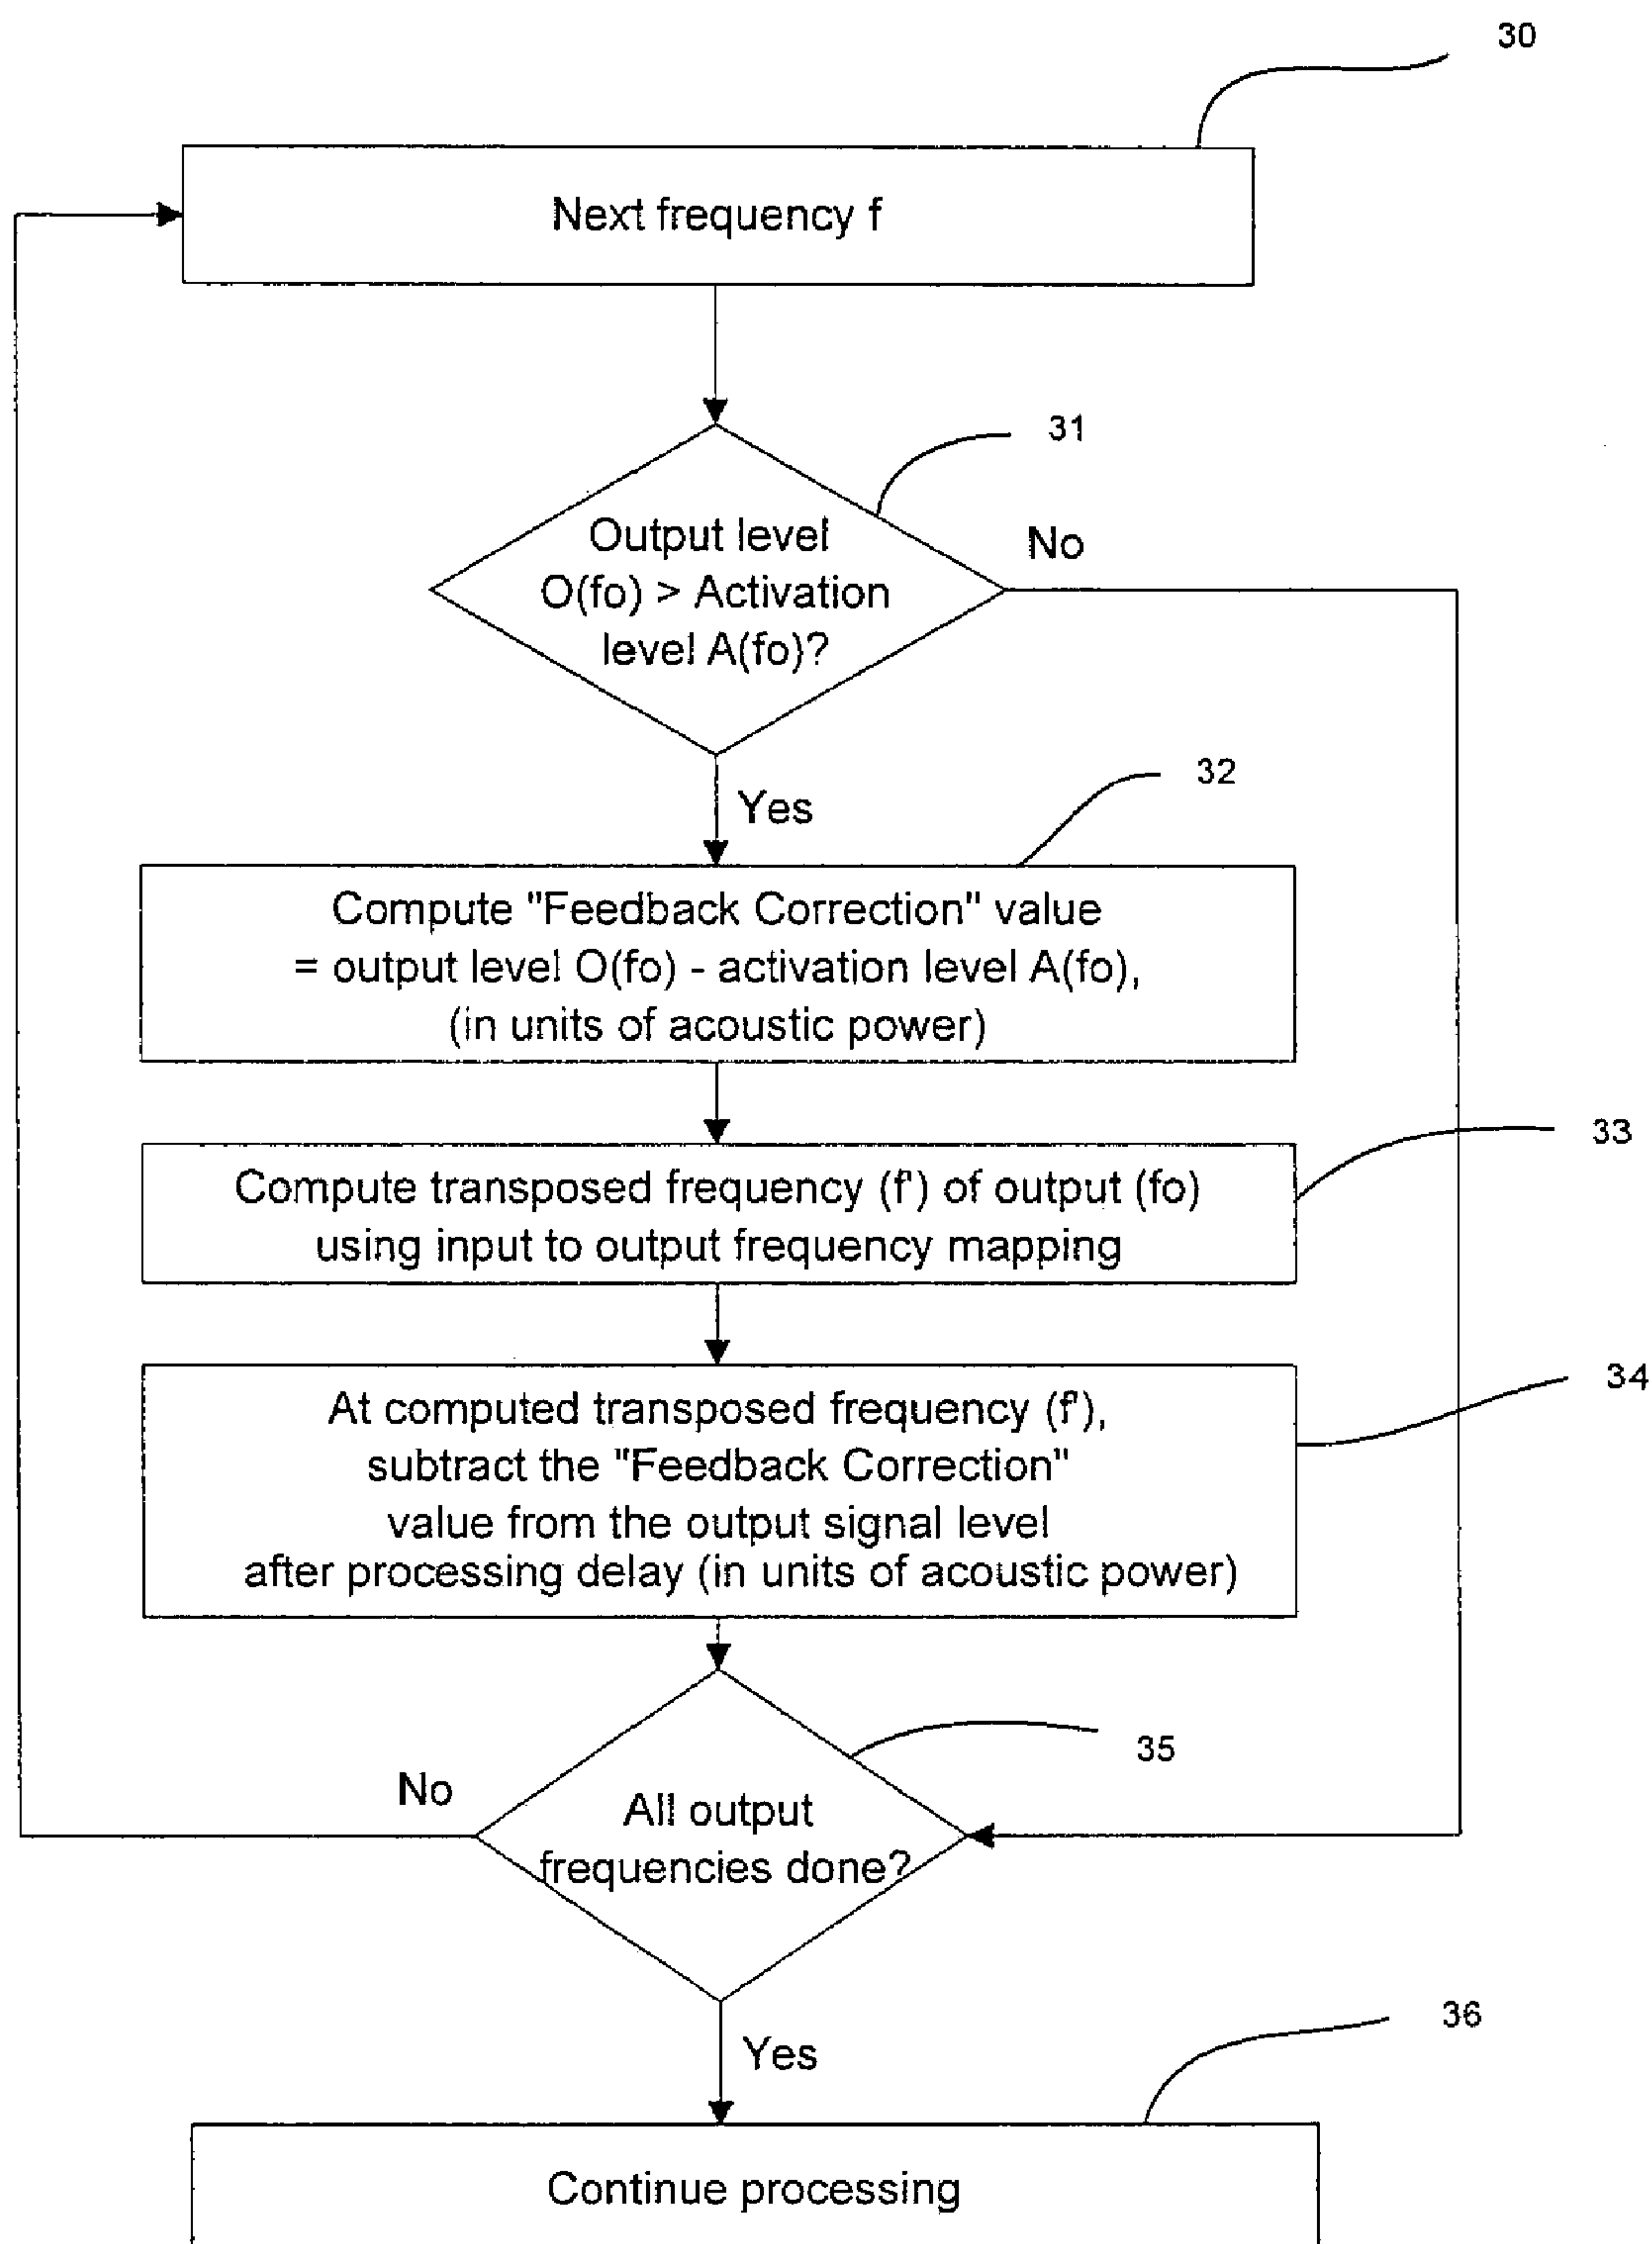 30
Next frequency f
31
Output level
O(fo) > Activation
level A(fo)?
No
Yes
32
Compute "Feedback Correction" value
= output level O(fo) - activation level A(fo),
(in units of acoustic power)
33
Compute transposed frequency (f') of output (fo)
using input to output frequency mapping
34
At computed transposed frequency (f'),
subtract the "Feedback Correction"
value from the output signal level
after processing delay (in units of acoustic power)
35
No
All output
frequencies done?
Yes
36
Continue processing